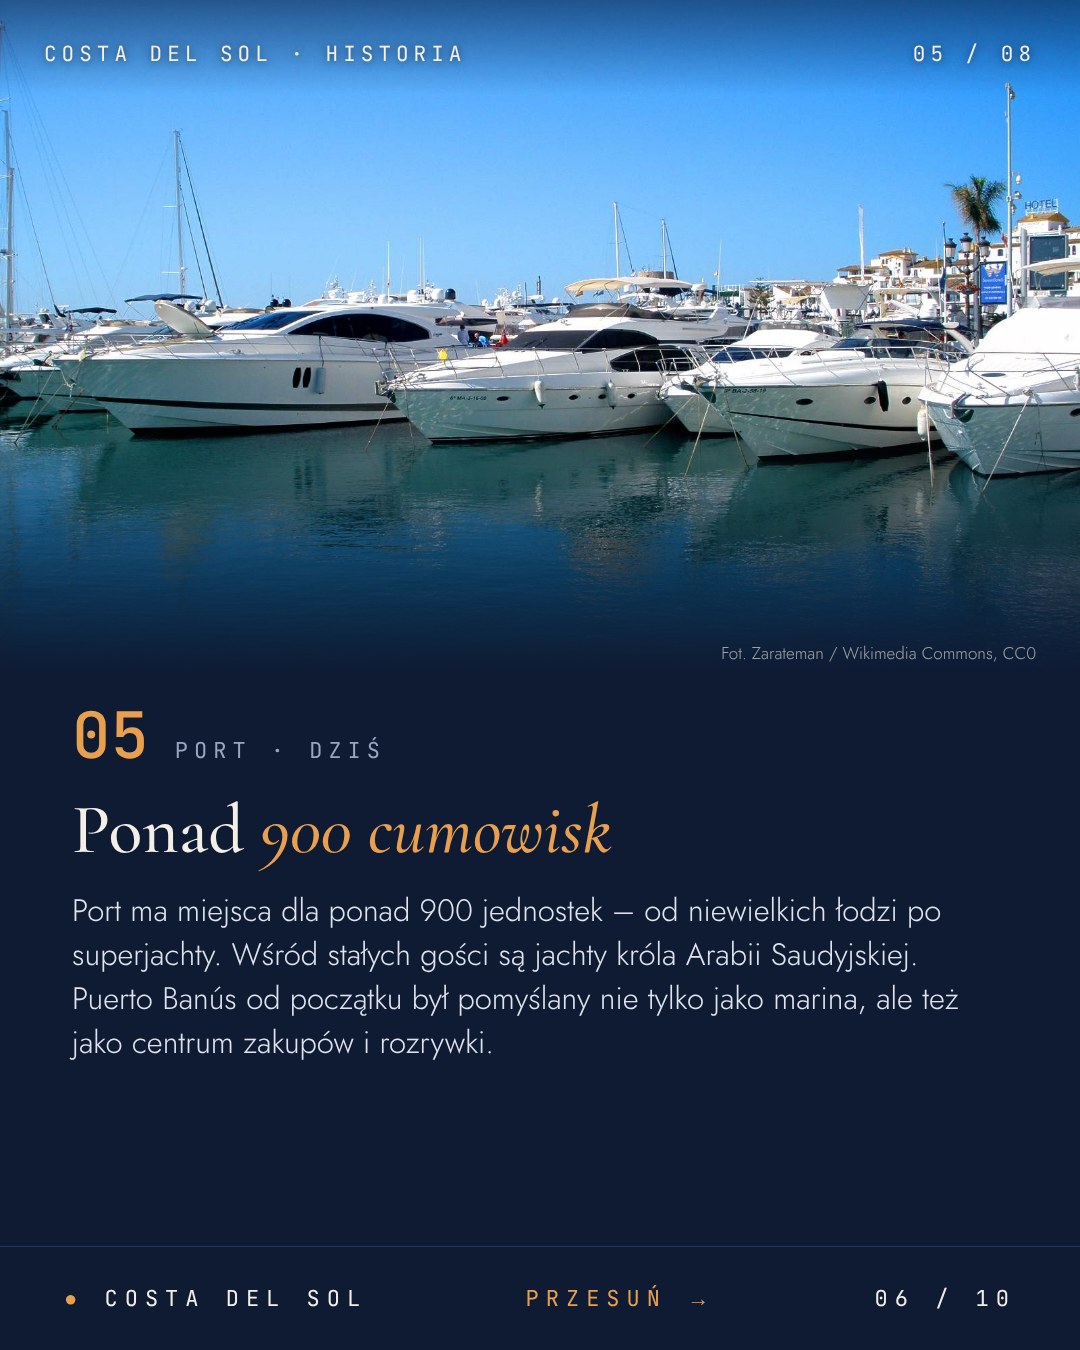 COSTA DEL SOL · HISTORIA
05 / 08
HOTEL
Fot. Zarateman / Wikimedia Commons, CC0
05 PORT · DZIŚ
Ponad 900 cumowisk
Port ma miejsca dla ponad 900 jednostek — od niewielkich łodzi po
superjachty. Wśród stałych gości są jachty króla Arabii Saudyjskiej.
Puerto Banús od początku był pomyślany nie tylko jako marina, ale też
jako centrum zakupów i rozrywki.
• COSTA DEL SOL
PRZESUŃ →
06 / 10